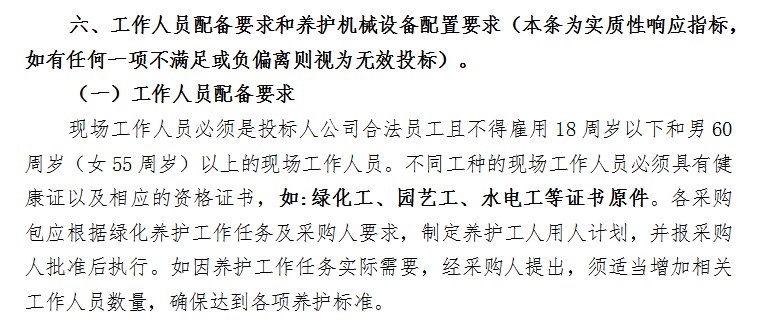 六、工作人员配备要求和养护机械设备配置要求（本条为实质性响应指标，
如有任何一项不满足或负偏离则视为无效投标）。
（一）工作人员配备要求
现场工作人员必须是投标人公司合法员工且不得雇用 18 周岁以下和男 60
周岁（女 55 周岁）以上的现场工作人员。不同工种的现场工作人员必须具有健
康证以及相应的资格证书，如:绿化工、园艺工、水电工等证书原件。各采购
包应根据绿化养护工作任务及采购人要求，制定养护工人用人计划，并报采购
人批准后执行。如因养护工作任务实际需要，经采购人提出，须适当增加相关
工作人员数量，确保达到各项养护标准。